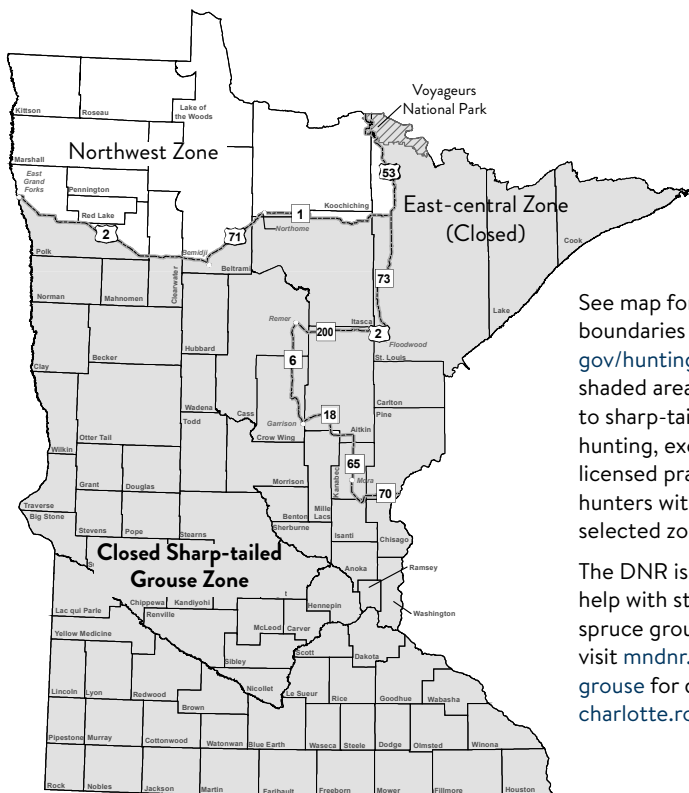 Voyageurs
National Park
Kittson
Roseau
Lake of
the Woods
Northwest Zone
Marshall
East
Grand
Forks
Pennington
Red Lake
2
Polk
Bemidji
71
Beltrami
Clearwater
1
Koochiching
Northome
53
East-central Zone
(Closed)
Cook
Lake
73
Norman
Mahnomen
Hubbard
Remer
200
Itasca
2
Floodwood
St. Louis
6
Clay
Becker
Wadena
Cass
Todd
Garrison
Crow Wing
18
Aitkin
Carlton
Pine
Otter Tail
Wilkin
65
Mora
Kanabec
70
Grant
Douglas
Morrison
Mille
Lacs
Benton
Traverse
Big Stone
Stevens
Pope
Stearns
Sherburne
Isanti
Chisago
Closed Sharp-tailed
Grouse Zone
Anoka
Ramsey
Washington
Hennepin
Lac qui Parle
Chippewa
Kandiyohi
Renville
McLeod
Carver
Yellow Medicine
Sibley
Scott
Dakota
Lincoln
Lyon
Redwood
Nicollet
Le Sueur
Rice
Goodhue
Wabasha
Brown
Pipestone
Murray
Cottonwood
Watonwan
Blue Earth
Waseca
Steele
Dodge
Olmsted
Winona
Rock
Nobles
Jackson
Martin
Faribault
Freeborn
Mower
Fillmore
Houston
See map for
boundaries
gov/hunting
shaded area
to sharp-tai
hunting, exc
licensed pra
hunters wit
selected zo
The DNR is
help with st
spruce grou
visit mndnr.
grouse for d
charlotte.ro